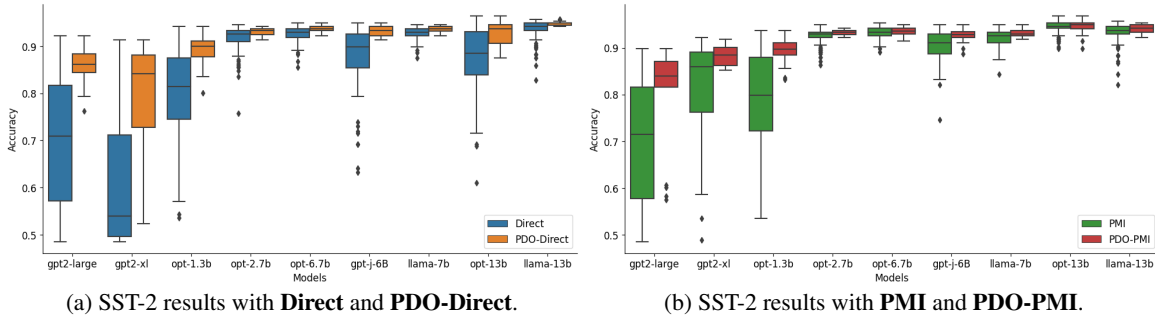 Accuracy
0.9
0.8
0.7
0.6
0.5
Direct
PDO-Direct
gpt2-large gpt2-xl opt-1.3b opt-2.7b opt-6.7b gpt-j-6B llama-7b opt-13b llama-13b
Models
(a) SST-2 results with Direct and PDO-Direct.
Accuracy
0.9
0.8
0.7
0.6
0.5
PMI
PDO-PMI
gpt2-large gpt2-xl opt-1.3b opt-2.7b opt-6.7b gpt-j-6B llama-7b opt-13b llama-13b
Models
(b) SST-2 results with PMI and PDO-PMI.